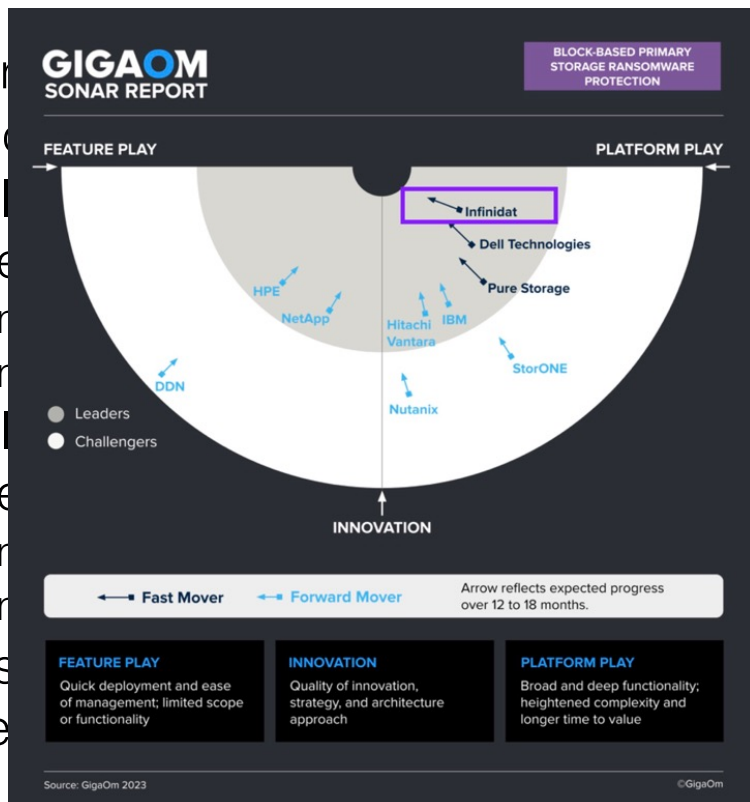 GIGAOM
SONAR REPORT
BLOCK-BASED PRIMARY
STORAGE RANSOMWARE
PROTECTION
FEATURE PLAY
PLATFORM PLAY
Infinidat
Dell Technologies
Pure Storage
HPE
NetApp
Hitachi
Vantara
IBM
StorONE
DDN
Nutanix
Leaders
Challengers
INNOVATION
Fast Mover
Forward Mover
Arrow reflects expected progress
over 12 to 18 months.
FEATURE PLAY
Quick deployment and ease
of management; limited scope
or functionality
INNOVATION
Quality of innovation,
strategy, and architecture
approach
PLATFORM PLAY
Broad and deep functionality;
heightened complexity and
longer time to value
Source: GigaOm 2023
©GigaOm